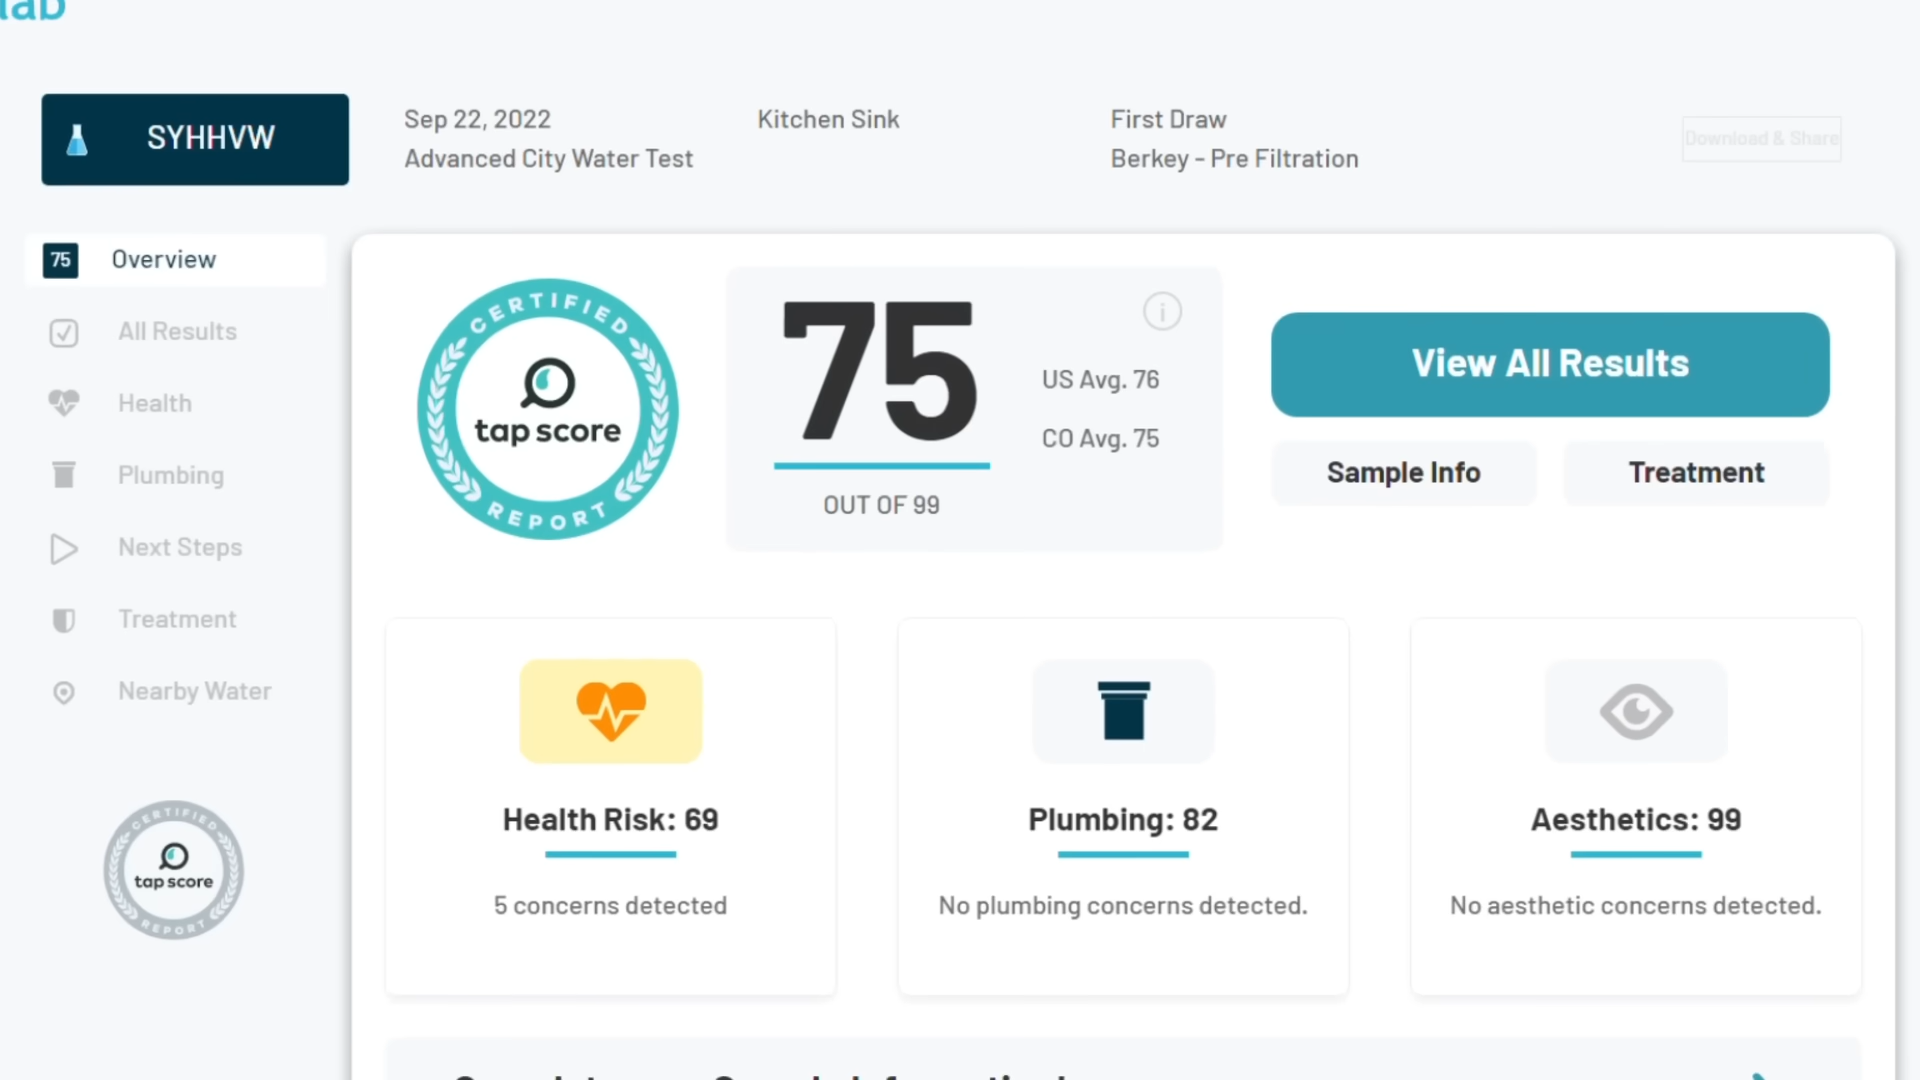 lab
SYHHVW
Sep 22, 2022
Advanced City Water Test
Kitchen Sink
First Draw
Berkey - Pre Filtration
Download & Share
75 Overview
All Results
Health
Plumbing
Next Steps
Treatment
Nearby Water
CERTIFIED
tap score
REPORT
CERTIFIED
tap score
REPORT
75
OUT OF 99
US Avg. 76
CO Avg. 75
View All Results
Sample Info
Treatment
Health Risk: 69
5 concerns detected
Plumbing: 82
No plumbing concerns detected.
Aesthetics: 99
No aesthetic concerns detected.